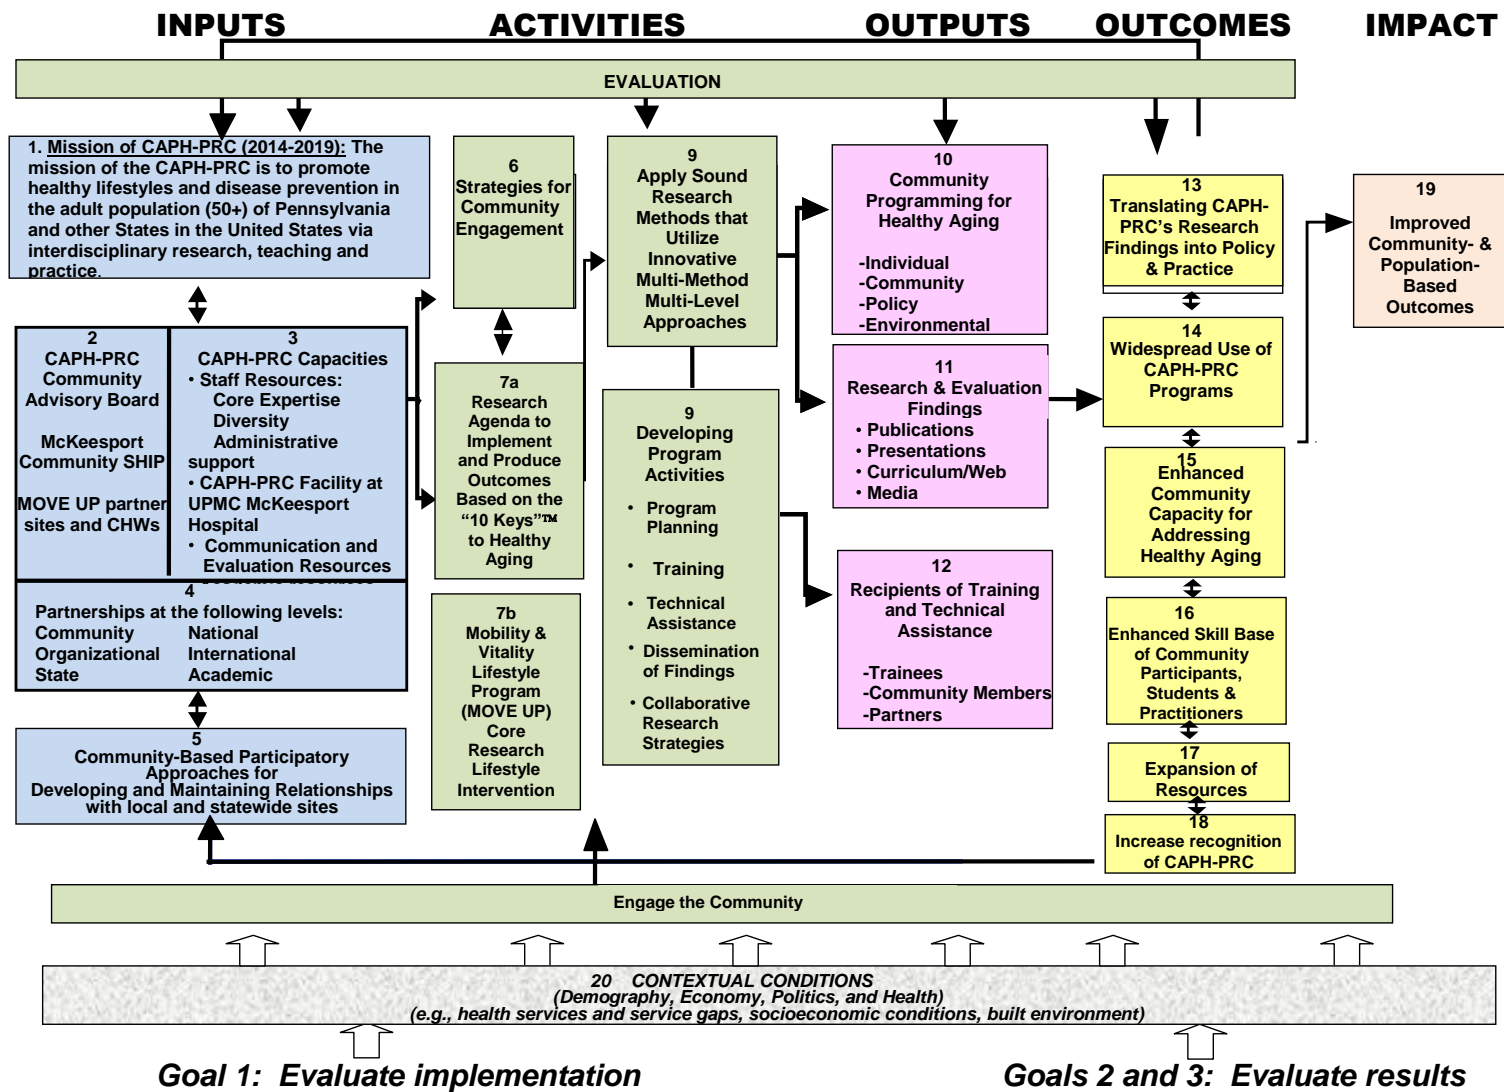 INPUTS ACTIVITIES OUTPUTS OUTCOMES IMPACT
EVALUATION
1. Mission of CAPH-PRC (2014-2019): The
mission of the CAPH-PRC is to promote
healthy lifestyles and disease prevention in
the adult population (50+) of Pennsylvania
and other States in the United States via
interdisciplinary research, teaching and
practice.
2
CAPH-PRC
Community
Advisory Board
McKeesport
Community SHIP
MOVE UP partner
sites and CHWs
3
CAPH-PRC Capacities
• Staff Resources:
Core Expertise
Diversity
Administrative
support
• CAPH-PRC Facility at
UPMC McKeesport
Hospital
• Communication and
Evaluation Resources
4
Partnerships at the following levels:
Community National
Organizational International
State Academic
5
Community-Based Participatory
Approaches for
Developing and Maintaining Relationships
with local and statewide sites
6
Strategies for
Community
Engagement
7a
Research
Agenda to
Implement
and Produce
Outcomes
Based on the
“10 Keys”™
to Healthy
Aging
7b
Mobility &
Vitality
Lifestyle
Program
(MOVE UP)
Core
Research
Lifestyle
Intervention
9
Apply Sound
Research
Methods that
Utilize
Innovative
Multi-Method
Multi-Level
Approaches
9
Developing
Program
Activities
• Program
Planning
• Training
• Technical
Assistance
• Dissemination
of Findings
• Collaborative
Research
Strategies
10
Community
Programming for
Healthy Aging
-Individual
-Community
-Policy
-Environmental
11
Research & Evaluation
Findings
• Publications
• Presentations
• Curriculum/Web
• Media
12
Recipients of Training
and Technical
Assistance
-Trainees
-Community Members
-Partners
13
Translating CAPH-
PRC's Research
Findings into Policy
& Practice
14
Widespread Use of
CAPH-PRC
Programs
15
Enhanced
Community
Capacity for
Addressing
Healthy Aging
16
Enhanced Skill Base
of Community
Participants,
Students &
Practitioners
17
Expansion of
Resources
18
Increase recognition
of CAPH-PRC
19
Improved
Community- &
Population-
Based
Outcomes
Engage the Community
20 CONTEXTUAL CONDITIONS
(Demography, Economy, Politics, and Health)
(e.g., health services and service gaps, socioeconomic conditions, built environment)
Goal 1: Evaluate implementation
Goals 2 and 3: Evaluate results